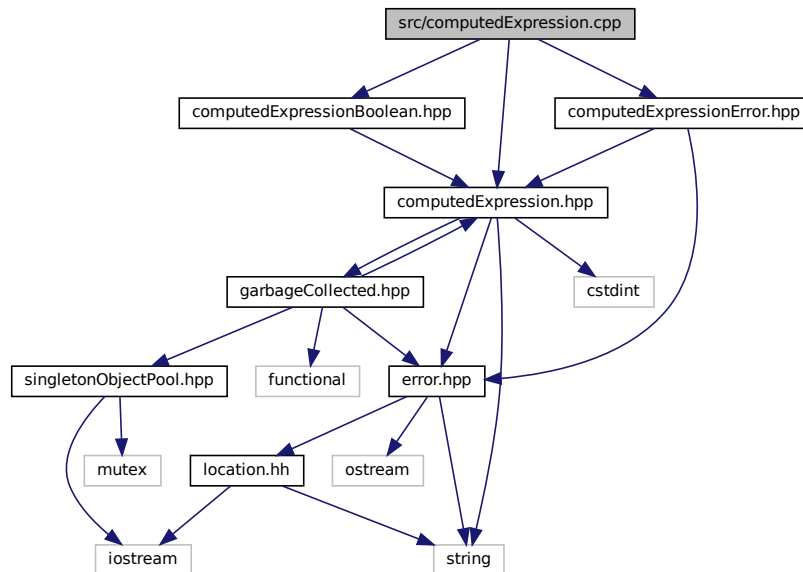 src/computedExpression.cpp
computedExpressionBoolean.hpp
computedExpressionError.hpp
computedExpression.hpp
garbageCollected.hpp
cstdint
singletonObjectPool.hpp
functional
error.hpp
mutex
location.hh
ostream
iostream
string